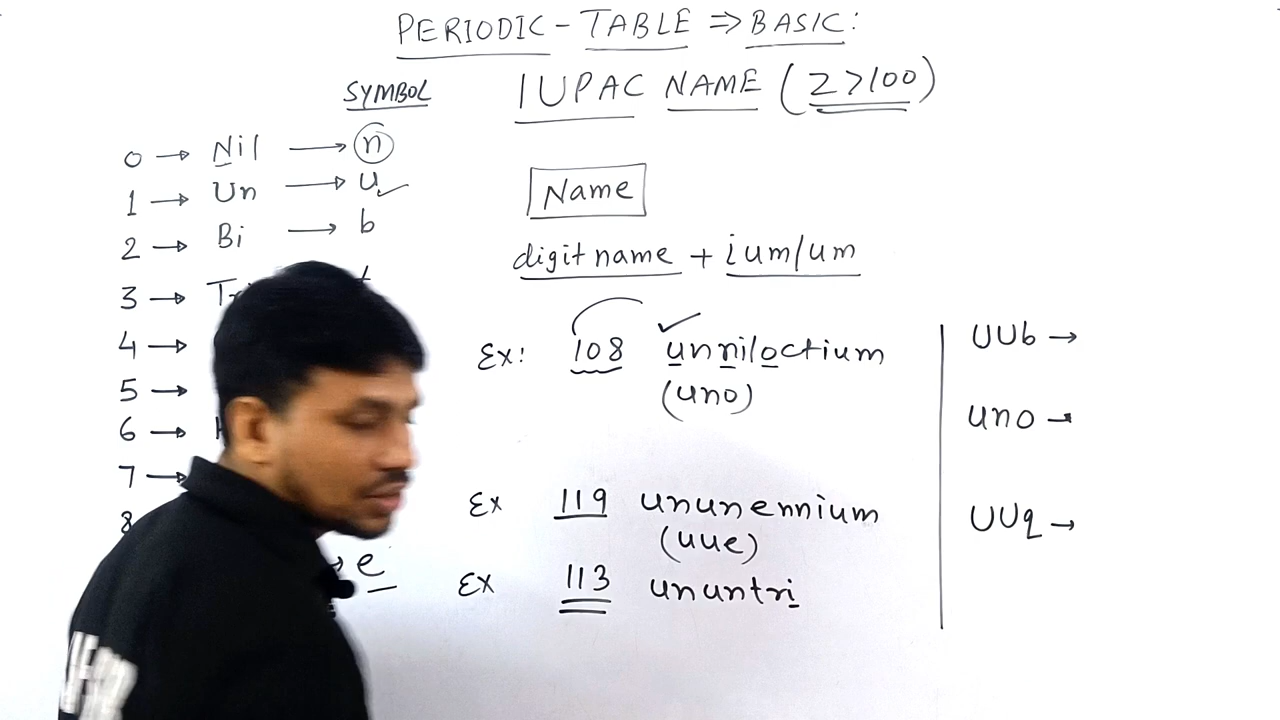 PERIODIC-TABLE ⇒ BASIC:
SYMBOL
IUPAC NAME (Z>100)
0 → Nil → n
1 → Un → u ✓
2 → Bi → b
3 →
4 →
5 →
6 →
7 →
8
e
Name
digit name + ium/um
Ex: 108 ✓ unniloctium
(uno)
Ex 119 ununennium
(uue)
Ex 113 ununtri
UUb →
uno →
UUq →